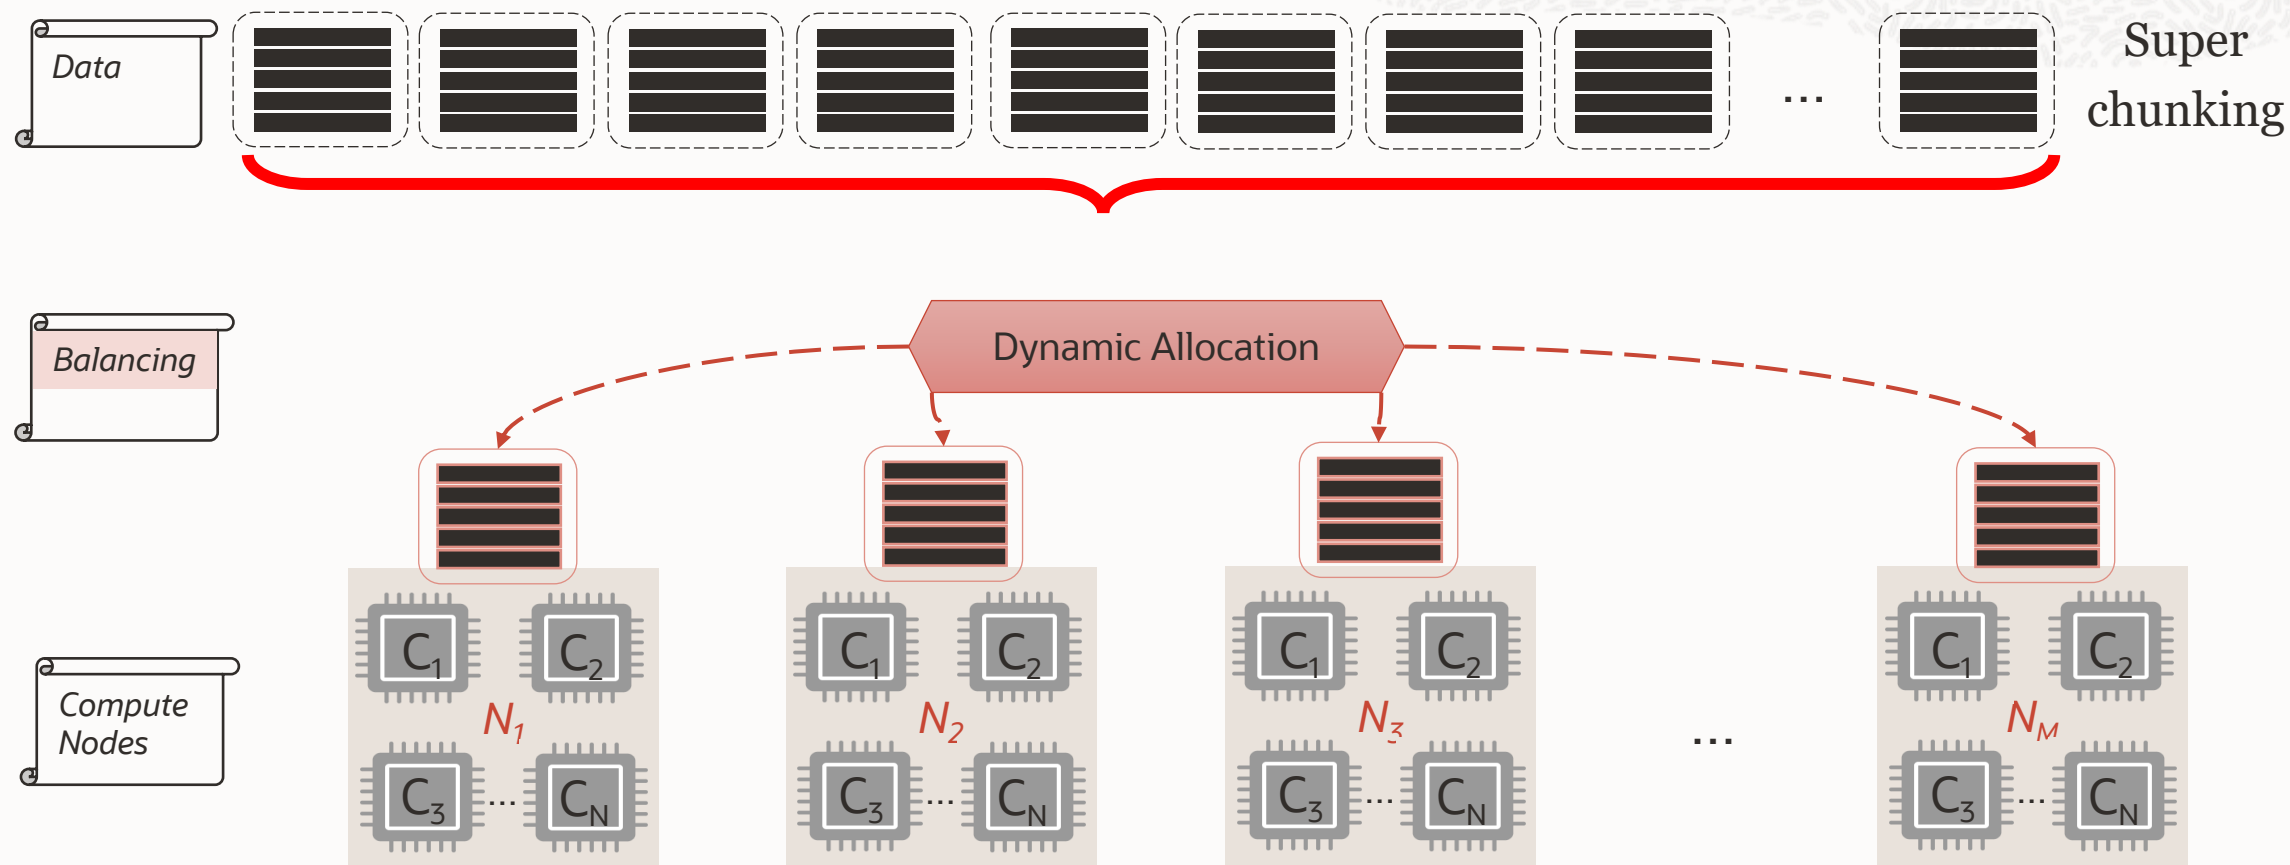 Data
...
Super
chunking
Balancing
Dynamic Allocation
Compute
Nodes
C1 C2
N1
C3 ... CN
C1 C2
N2
C3 ... CN
C1 C2
N3
C3 ... CN
...
C1 C2
NM
C3 ... CN